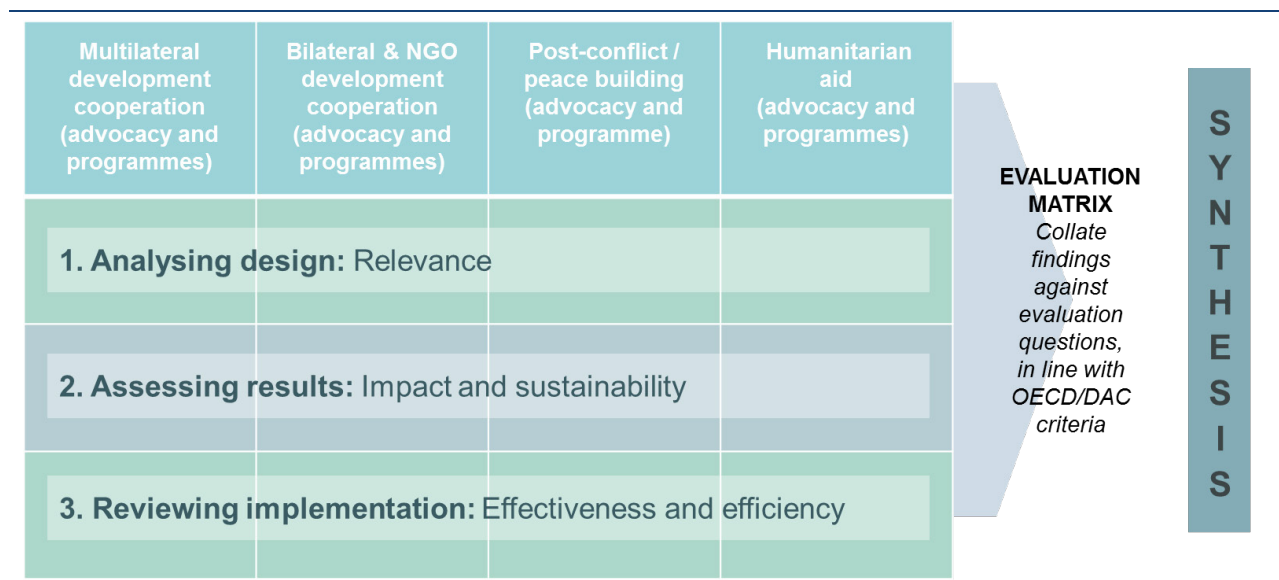 Multilateral
development
cooperation
(advocacy and
programmes)
Bilateral & NGO
development
cooperation
(advocacy and
programmes)
Post-conflict /
peace building
(advocacy and
programme)
Humanitarian
aid
(advocacy and
programmes)
1. Analysing design: Relevance
2. Assessing results: Impact and sustainability
3. Reviewing implementation: Effectiveness and efficiency
EVALUATION
MATRIX
Collate
findings
against
evaluation
questions,
in line with
OECD/DAC
criteria
S
Y
N
T
H
E
S
I
S